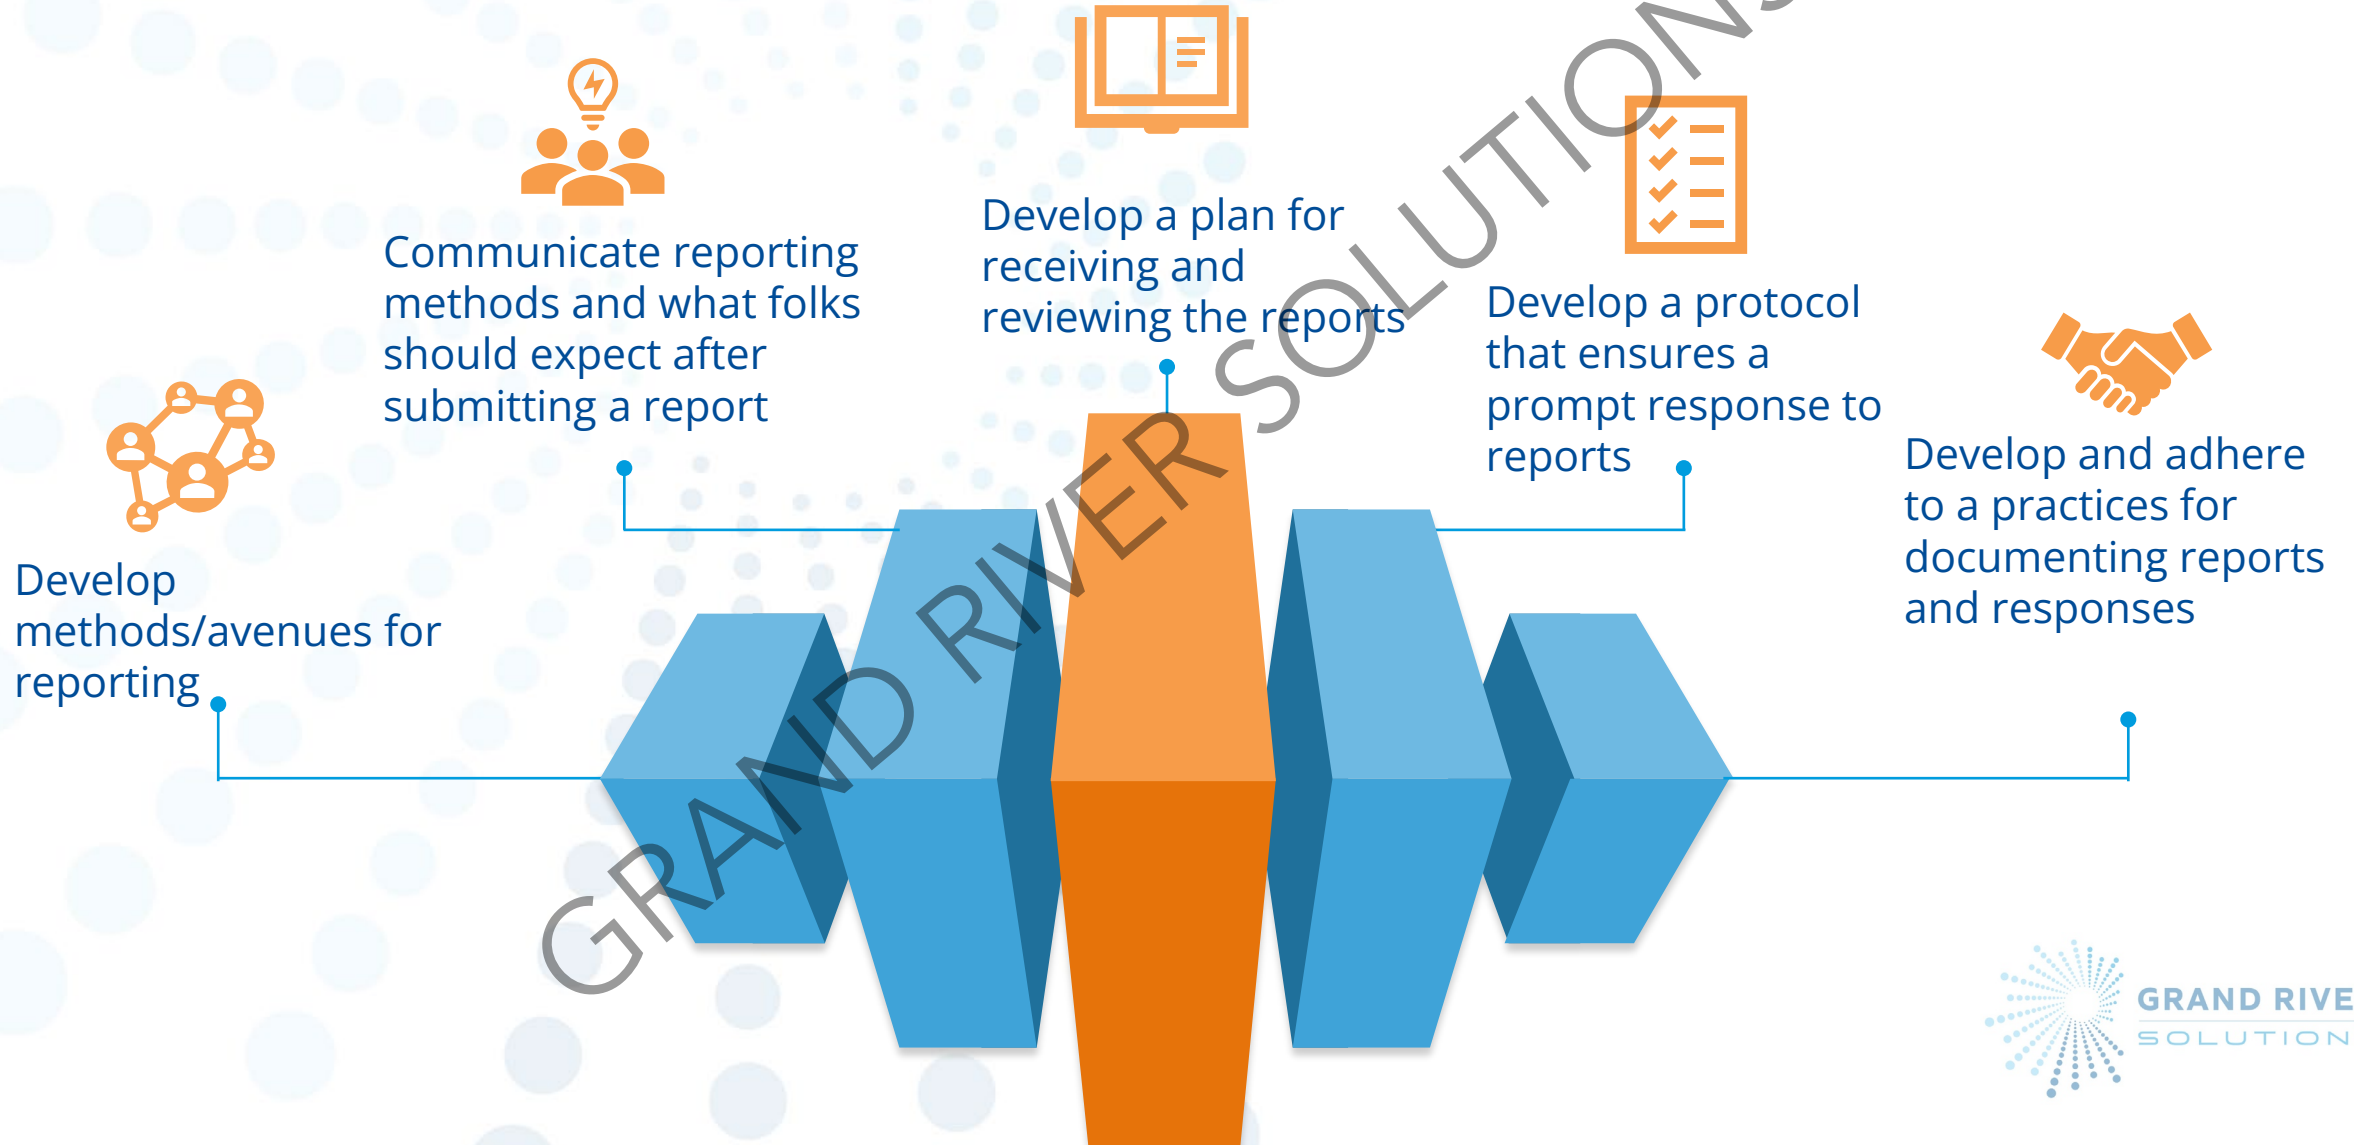 Develop
methods/avenues for
reporting
Communicate reporting
methods and what folks
should expect after
submitting a report
Develop a plan for
receiving and
reviewing the reports
Develop a protocol
that ensures a
prompt response to
reports
Develop and adhere
to a practices for
documenting reports
and responses
GRAND RIVER SOLUTIONS
GRAND RIVE
SOLUTION